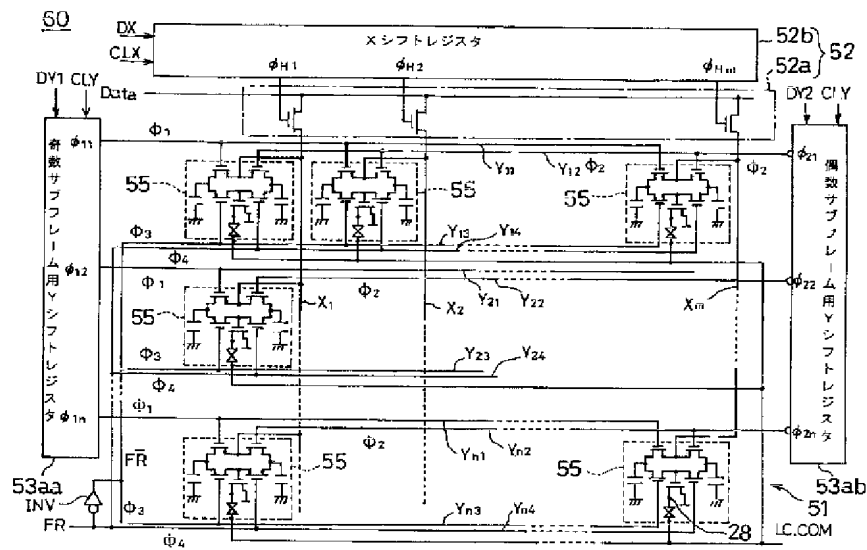 60
DX
CLX
Xシフトレジスタ
52b
52
52a
φH1
φH2
φHm
Data
DY1 CLY
DY2 CLY
φ11
Φ1
Y11
Y12
Φ2
Φ2
φ21
55
55
55
奇数サブフレーム用Yシフトレジスタ
偶数サブフレーム用Yシフトレジスタ
Φ3
Y13
Y14
Φ4
φ12
Φ1
Φ2
Y21
Y22
φ22
X1
X2
Xm
55
Φ3
Y23
Y24
Φ4
φ1n
Φ1
Φ2
Yn1
Yn2
φ2n
55
55
53aa
53ab
F̅R̅
INV
FR
Φ3
Yn3
Yn4
Φ4
28
51
LC.COM